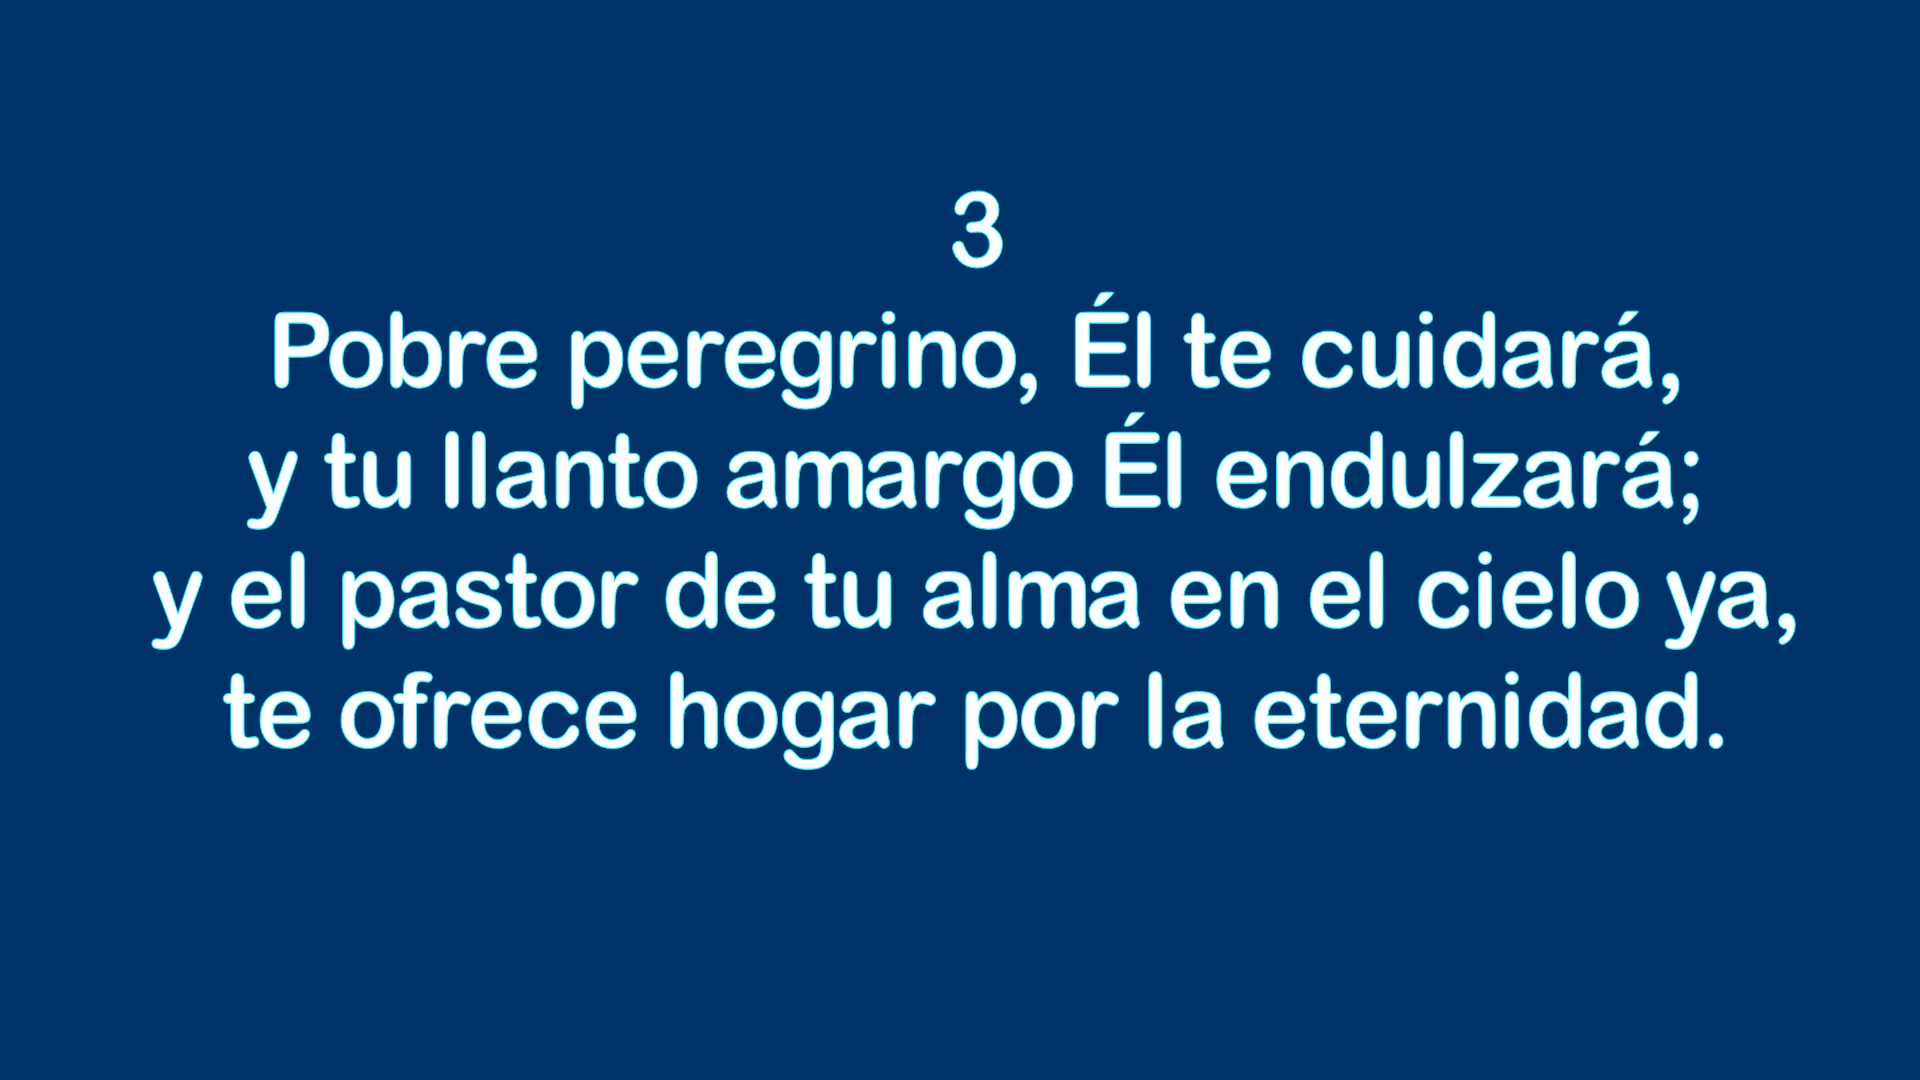 3
Pobre peregrino, Él te cuidará,
y tu llanto amargo Él endulzará;
y el pastor de tu alma en el cielo ya,
te ofrece hogar por la eternidad.